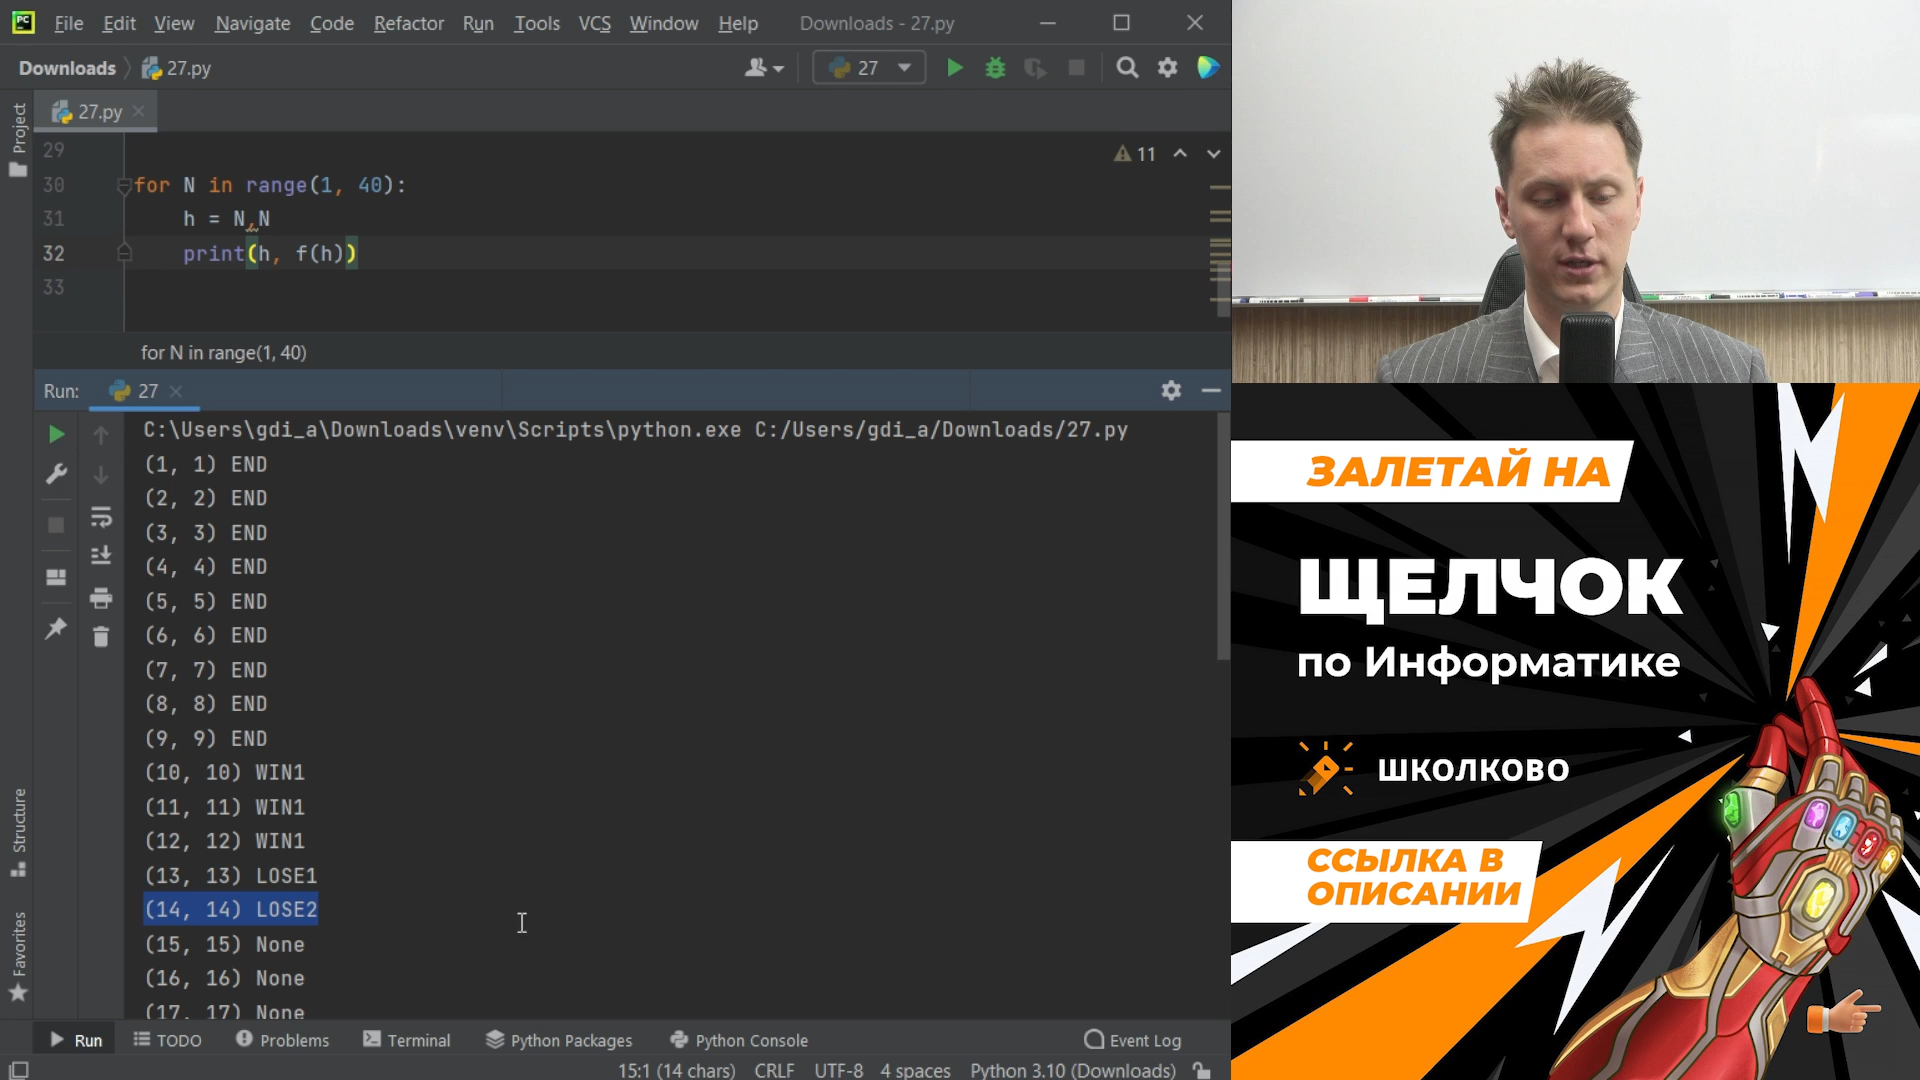 File Edit View Navigate Code Refactor Run Tools VCS Window Help Downloads - 27.py
Downloads 27.py 27
27.py
Project
29
30 for N in range(1, 40):
31 h = N,N
32 print(h, f(h))
33
11
for N in range(1, 40)
Run: 27
C:\Users\gdi_a\Downloads\venv\Scripts\python.exe C:/Users/gdi_a/Downloads/27.py
(1, 1) END
(2, 2) END
(3, 3) END
(4, 4) END
(5, 5) END
(6, 6) END
(7, 7) END
(8, 8) END
(9, 9) END
(10, 10) WIN1
(11, 11) WIN1
(12, 12) WIN1
(13, 13) LOSE1
(14, 14) LOSE2
(15, 15) None
(16, 16) None
(17, 17) None
Structure
Favorites
Run TODO Problems Terminal Python Packages Python Console Event Log
15:1 (14 chars) CRLF UTF-8 4 spaces Python 3.10 (Downloads)
ЗАЛЕТАЙ НА
ЩЕЛЧОК
по Информатике
ШКОЛКОВО
ССЫЛКА В
ОПИСАНИИ